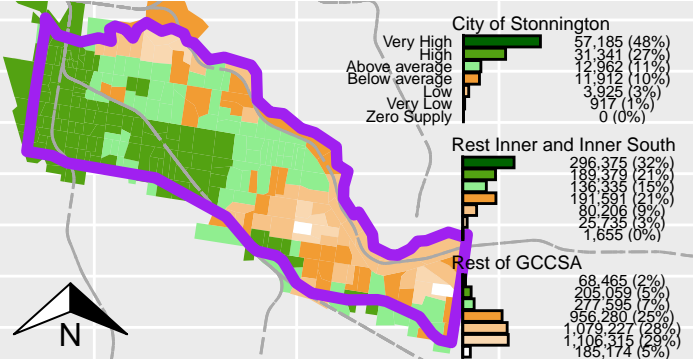 City of Stonnington
Very High 57,185 (48%)
High 31,341 (27%)
Above average 12,962 (11%)
Below average 11,912 (10%)
Low 3,925 (3%)
Very Low 917 (1%)
Zero Supply 0 (0%)
Rest Inner and Inner South
296,375 (32%)
189,379 (21%)
136,335 (15%)
191,591 (21%)
80,206 (9%)
25,735 (3%)
1,655 (0%)
Rest of GCCSA
68,465 (2%)
205,059 (5%)
277,595 (7%)
956,280 (25%)
1,079,227 (28%)
1,106,315 (29%)
185,174 (5%)
N